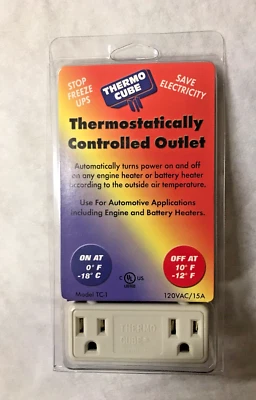 STOP
FREEZE
UPS
THERMO
CUBE
SAVE
ELECTRICITY
Thermostatically
Controlled Outlet
Automatically turns power on and off
on any engine heater or battery heater
according to the outside air temperature.
Use For Automotive Applications
including Engine and Battery Heaters.
ON AT
0° F
-18° C
C UL US
OFF AT
10° F
-12° F
Model TC-1
120VAC/15A
THERMO
CUBE